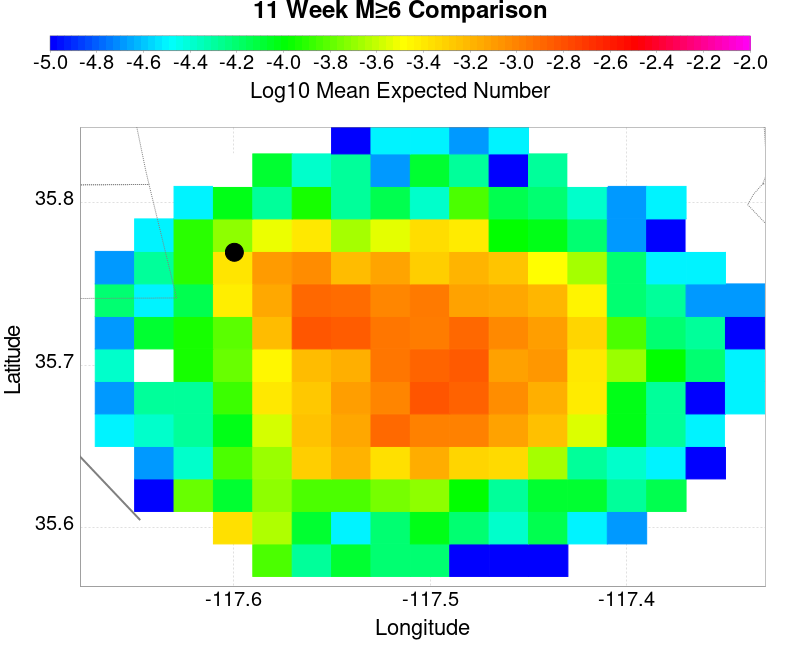 11 Week M≥6 Comparison
-5.0 -4.8 -4.6 -4.4 -4.2 -4.0 -3.8 -3.6 -3.4 -3.2 -3.0 -2.8 -2.6 -2.4 -2.2 -2.0
Log10 Mean Expected Number
35.8
35.7
35.6
Latitude
-117.6 -117.5 -117.4
Longitude